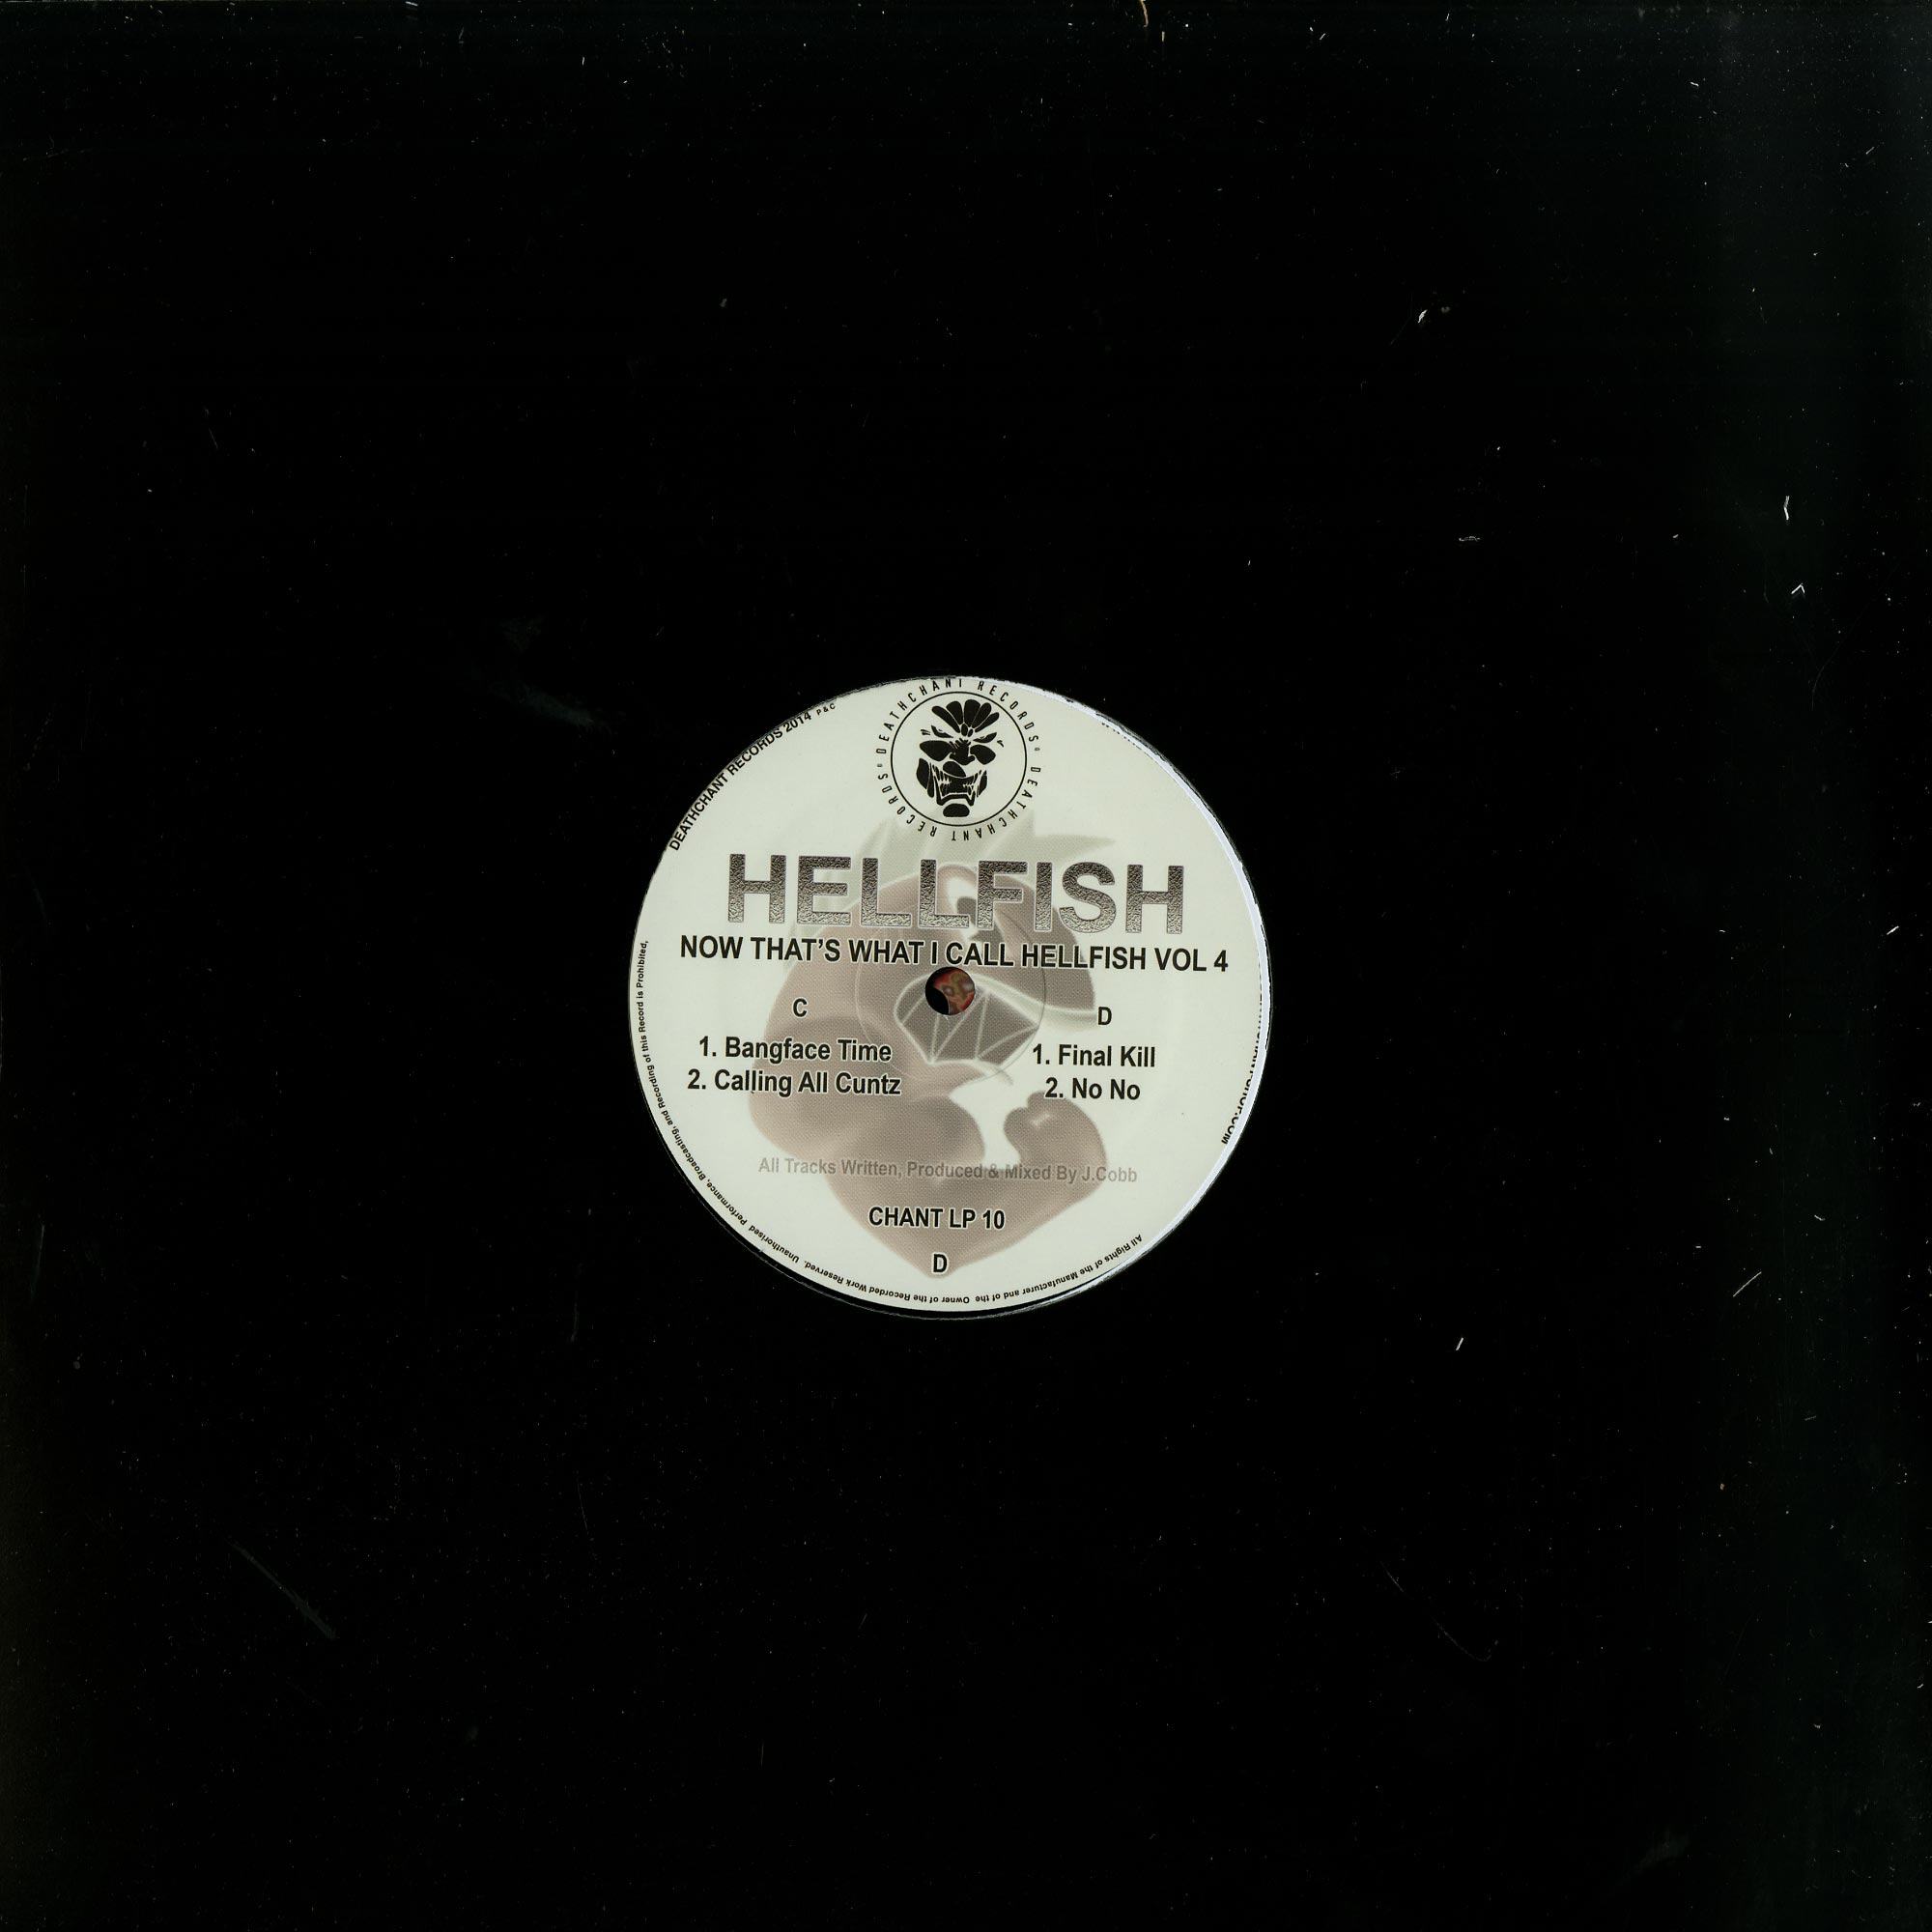 DEATHCHANT RECORDS° DEATHCHANT RECORDS°
DEATHCHANT RECORDS 2014 P & C
HELLFISH
NOW THAT'S WHAT I CALL HELLFISH VOL 4
C
1. Bangface Time
2. Calling All Cuntz
D
1. Final Kill
2. No No
All Tracks Written, Produced & Mixed By J.Cobb
CHANT LP 10
D
All Rights of the Manufacturer and of the Owner of the Recorded Work Reserved. Unauthorised Performance, Broadcasting, and Recording of this Record is Prohibited,